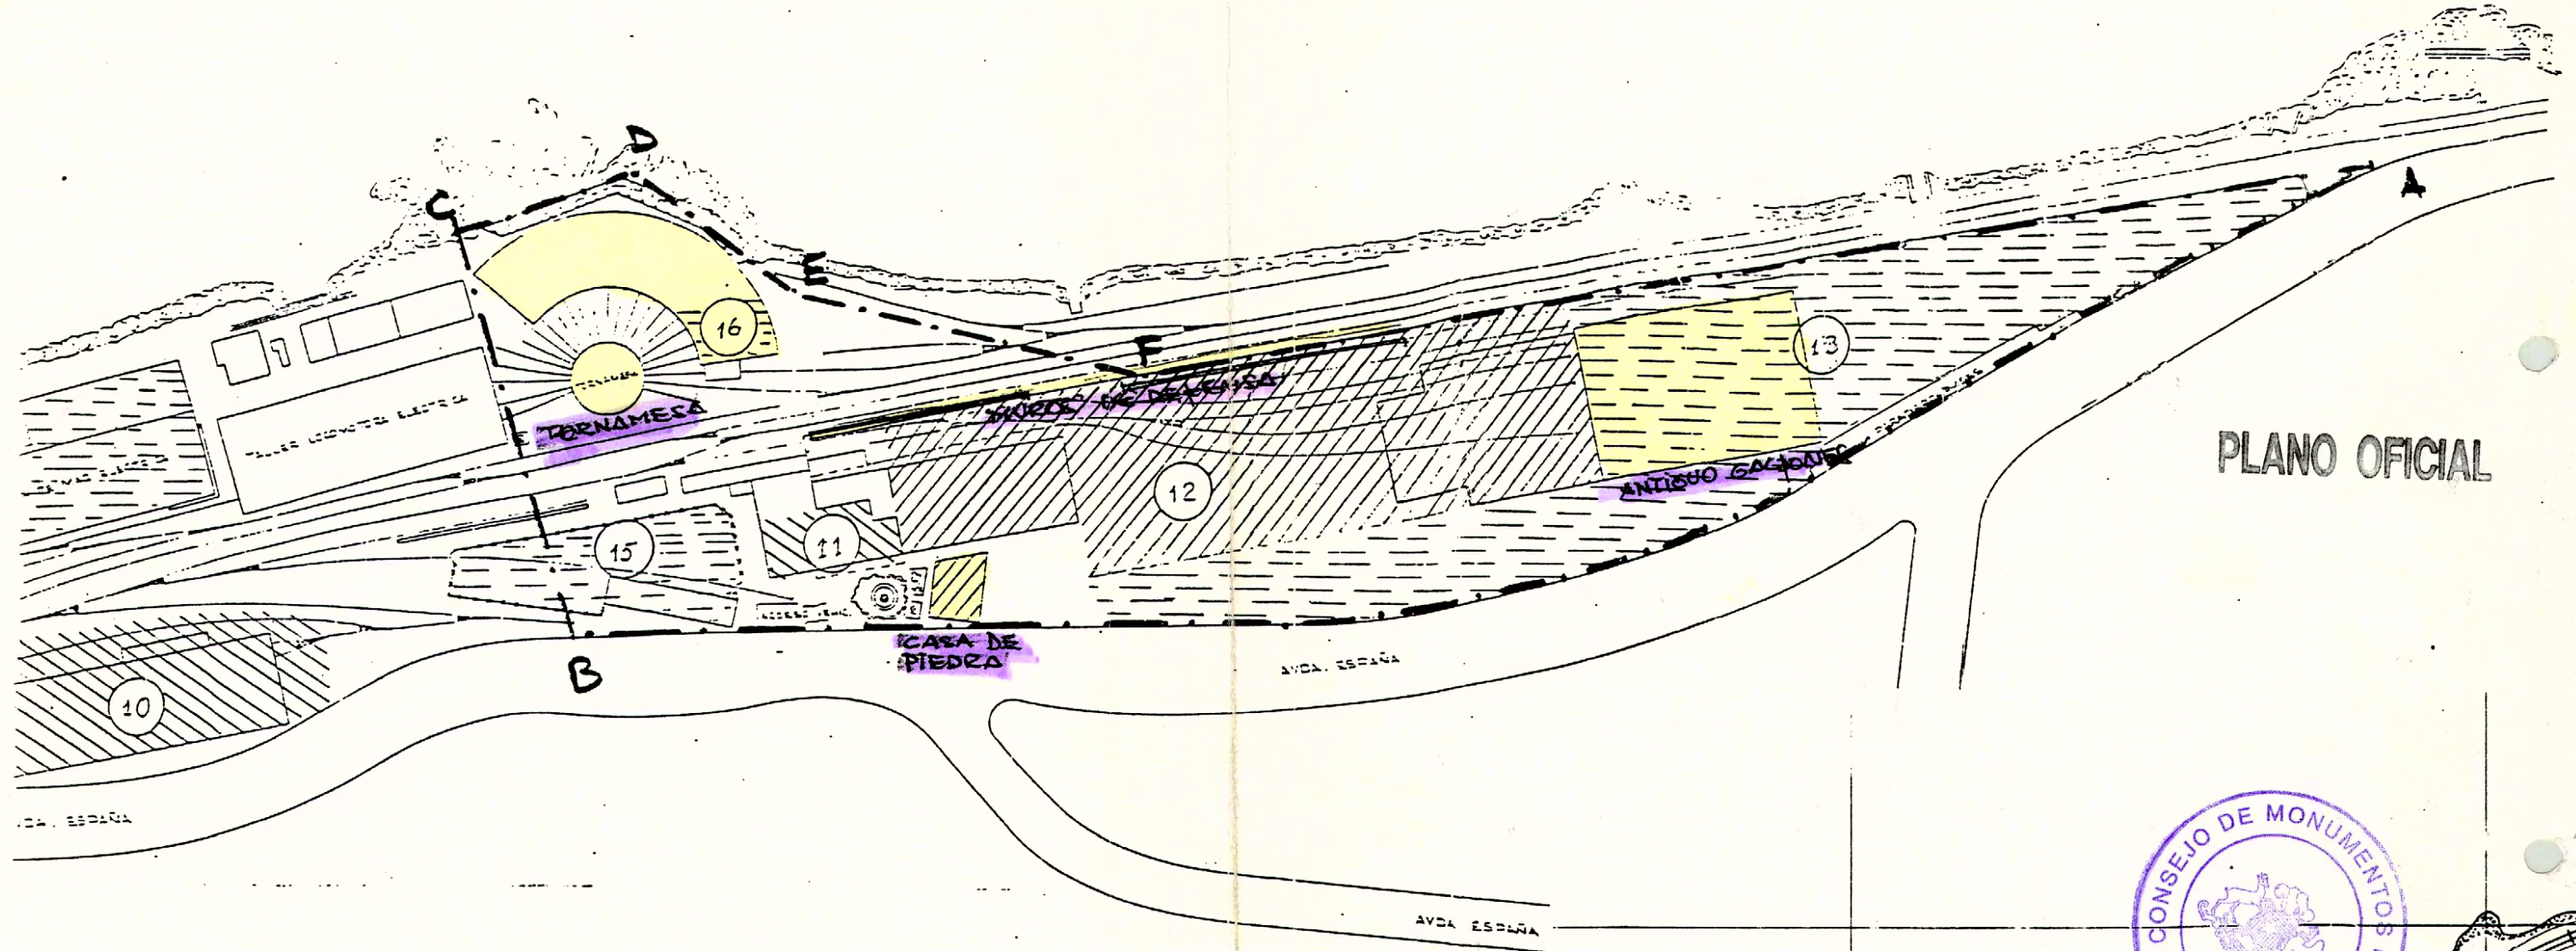 D
C
A
E
16
F
13
TORNAMESA
PLANO OFICIAL
ANTIGUO GALPONES
12
11
15
CASA DE
PIEDRA
AVDA. ESPAÑA
B
10
ESPAÑA
AVDA ESPAÑA
CONSEJO DE MONUMENTOS